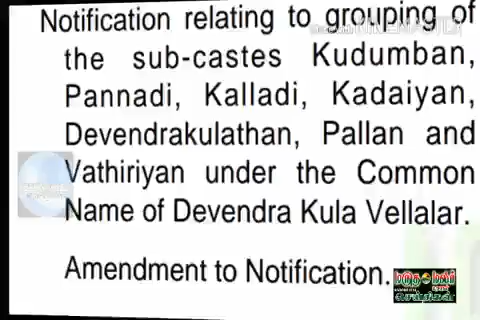 Notification relating to grouping of
the sub-castes Kudumban,
Pannadi, Kalladi, Kadaiyan,
Devendrakulathan, Pallan and
Vathiriyan under the Common
Name of Devendra Kula Vellalar.
Amendment to Notification.